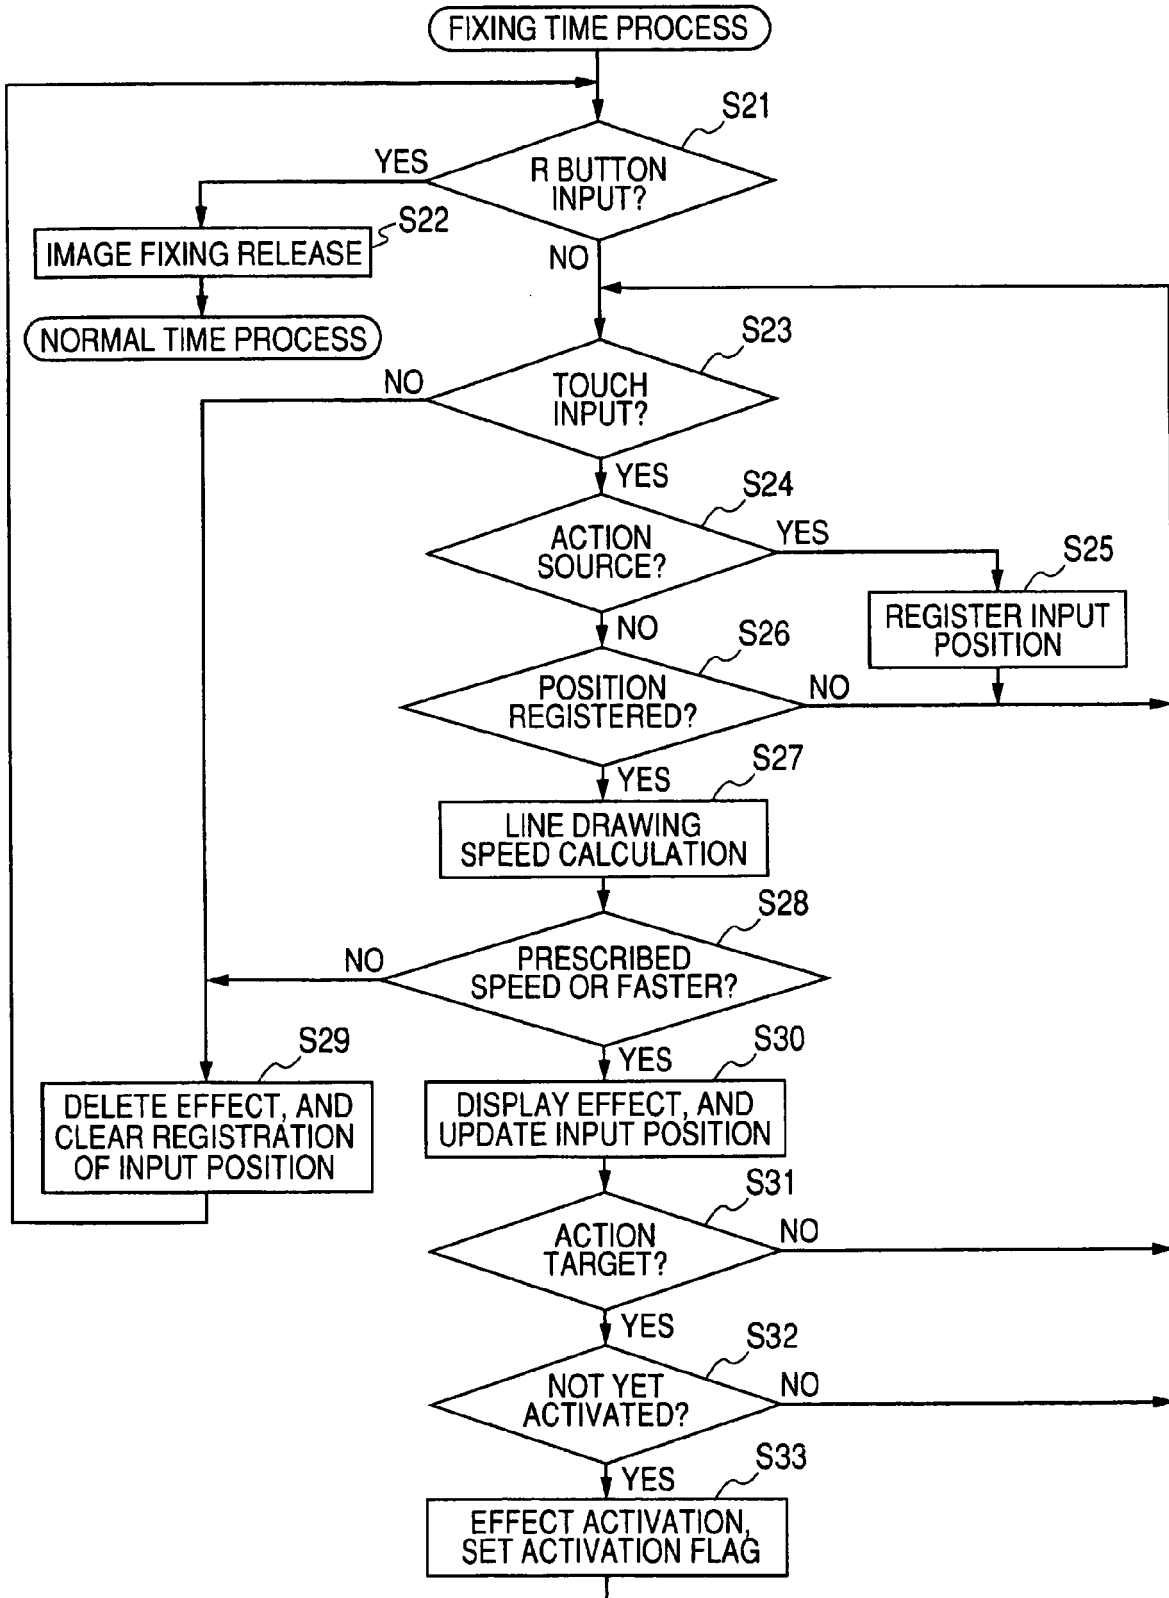 FIXING TIME PROCESS
S21
YES
R BUTTON
INPUT?
S22
IMAGE FIXING RELEASE
NO
NORMAL TIME PROCESS
S23
NO
TOUCH
INPUT?
YES
S24
ACTION
SOURCE?
YES
S25
REGISTER INPUT
POSITION
NO
S26
POSITION
REGISTERED?
NO
YES
S27
LINE DRAWING
SPEED CALCULATION
S28
NO
PRESCRIBED
SPEED OR FASTER?
S29
YES
S30
DELETE EFFECT, AND
CLEAR REGISTRATION
OF INPUT POSITION
DISPLAY EFFECT, AND
UPDATE INPUT POSITION
S31
ACTION
TARGET?
NO
YES
S32
NOT YET
ACTIVATED?
NO
YES
S33
EFFECT ACTIVATION,
SET ACTIVATION FLAG